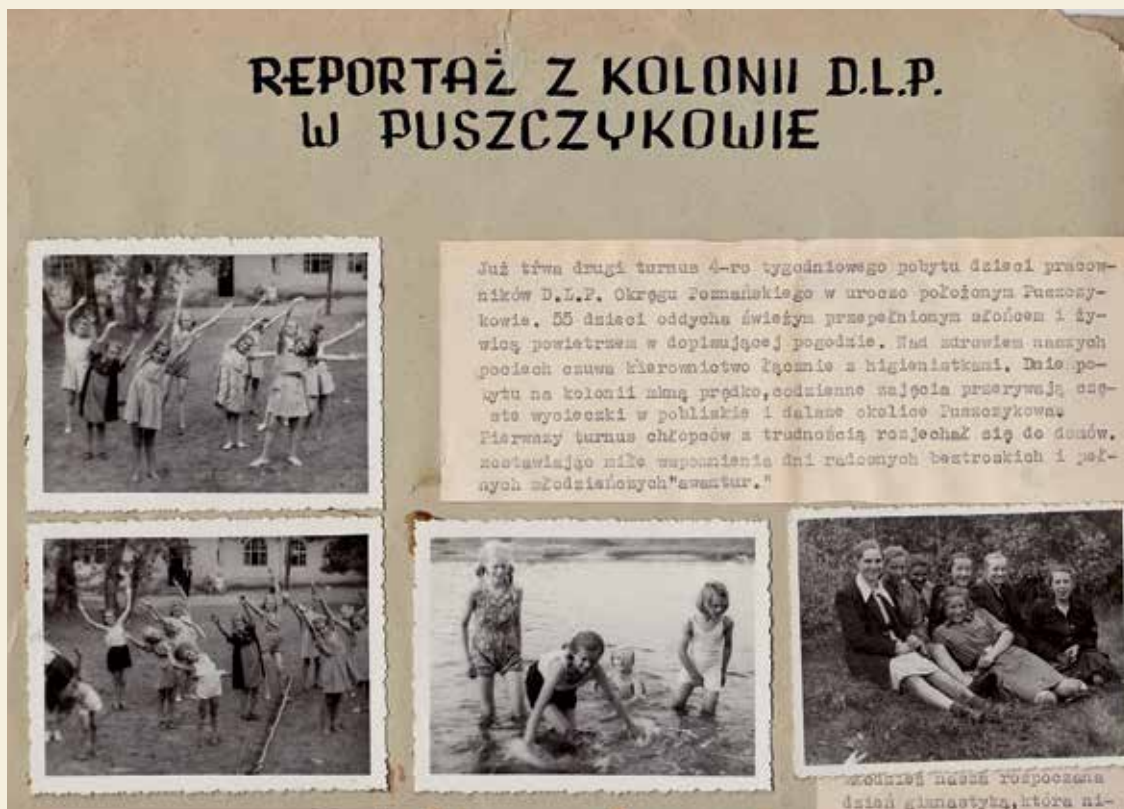 REPORTAŻ Z KOLONII D.L.P.
W PUSZCZYKOWIE
Już trwa drugi turnus 4-ro tygodniowego pobytu dzieci pracow-
ników D.L.P. Okręgu Poznańskiego w uroczo położonym Puszczy-
kowie. 55 dzieci oddycha świeżym przepełnionym słońcem i ży-
wicą powietrzem w dopisującej pogodzie. Nad zdrowiem naszych
pociech czuwa kierownictwo łącznie z higienistkami. Dnie po-
bytu na kolonii mkną prędko, codzienne zajęcia przerywają czę-
ste wycieczki w pobliskie i dalsze okolice Puszczykowa.
Pierwszy turnus chłopców z trudnością rozjechał się do domów.
zostawiając miłe wspomnienia dni radosnych beztroskich i peł-
nych młodzieńczych "awantur."
nasza rozpoczyna
dzień gimnastyką, która ni-